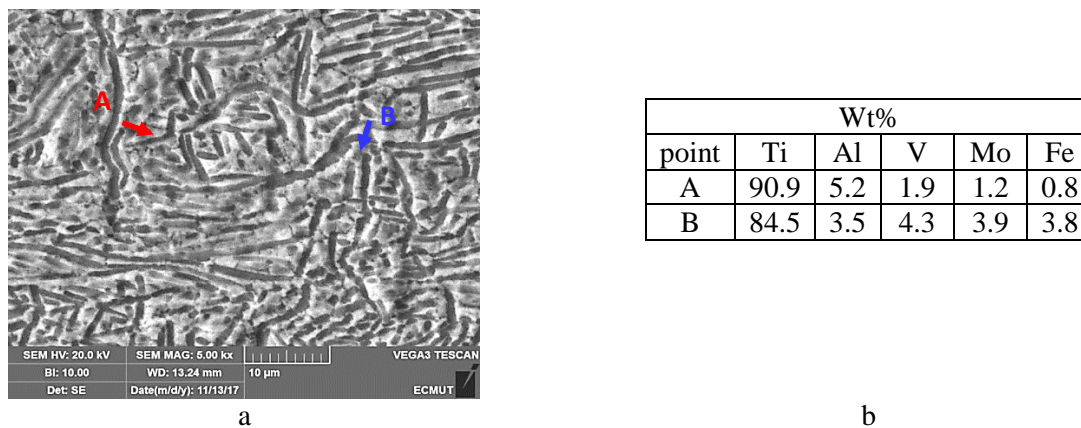 A
B
SEM HV: 20.0 kV SEM MAG: 5.00 kx VEGA3 TESCAN
BI: 10.00 WD: 13.24 mm 10 µm
Det: SE Date(m/d/y): 11/13/17 ECMUT
a
Wt%
point Ti Al V Mo Fe
A 90.9 5.2 1.9 1.2 0.8
B 84.5 3.5 4.3 3.9 3.8
b